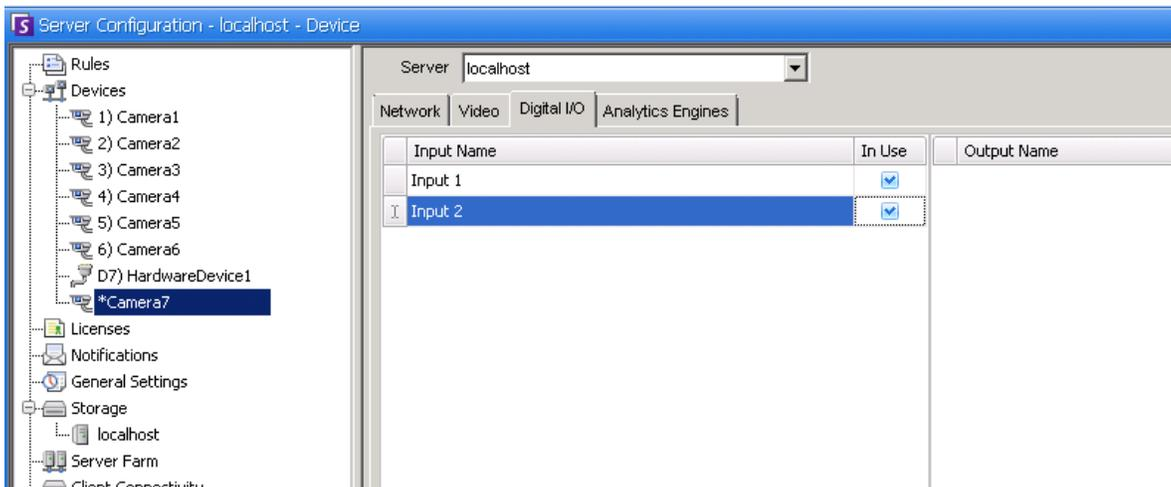 Server Configuration - localhost - Device
Rules
Devices
1) Camera1
2) Camera2
3) Camera3
4) Camera4
5) Camera5
6) Camera6
D7) HardwareDevice1
*Camera7
Licenses
Notifications
General Settings
Storage
localhost
Server Farm
Client Connectivity
Server localhost
Network Video Digital I/O Analytics Engines
Input Name In Use Output Name
Input 1
Input 2